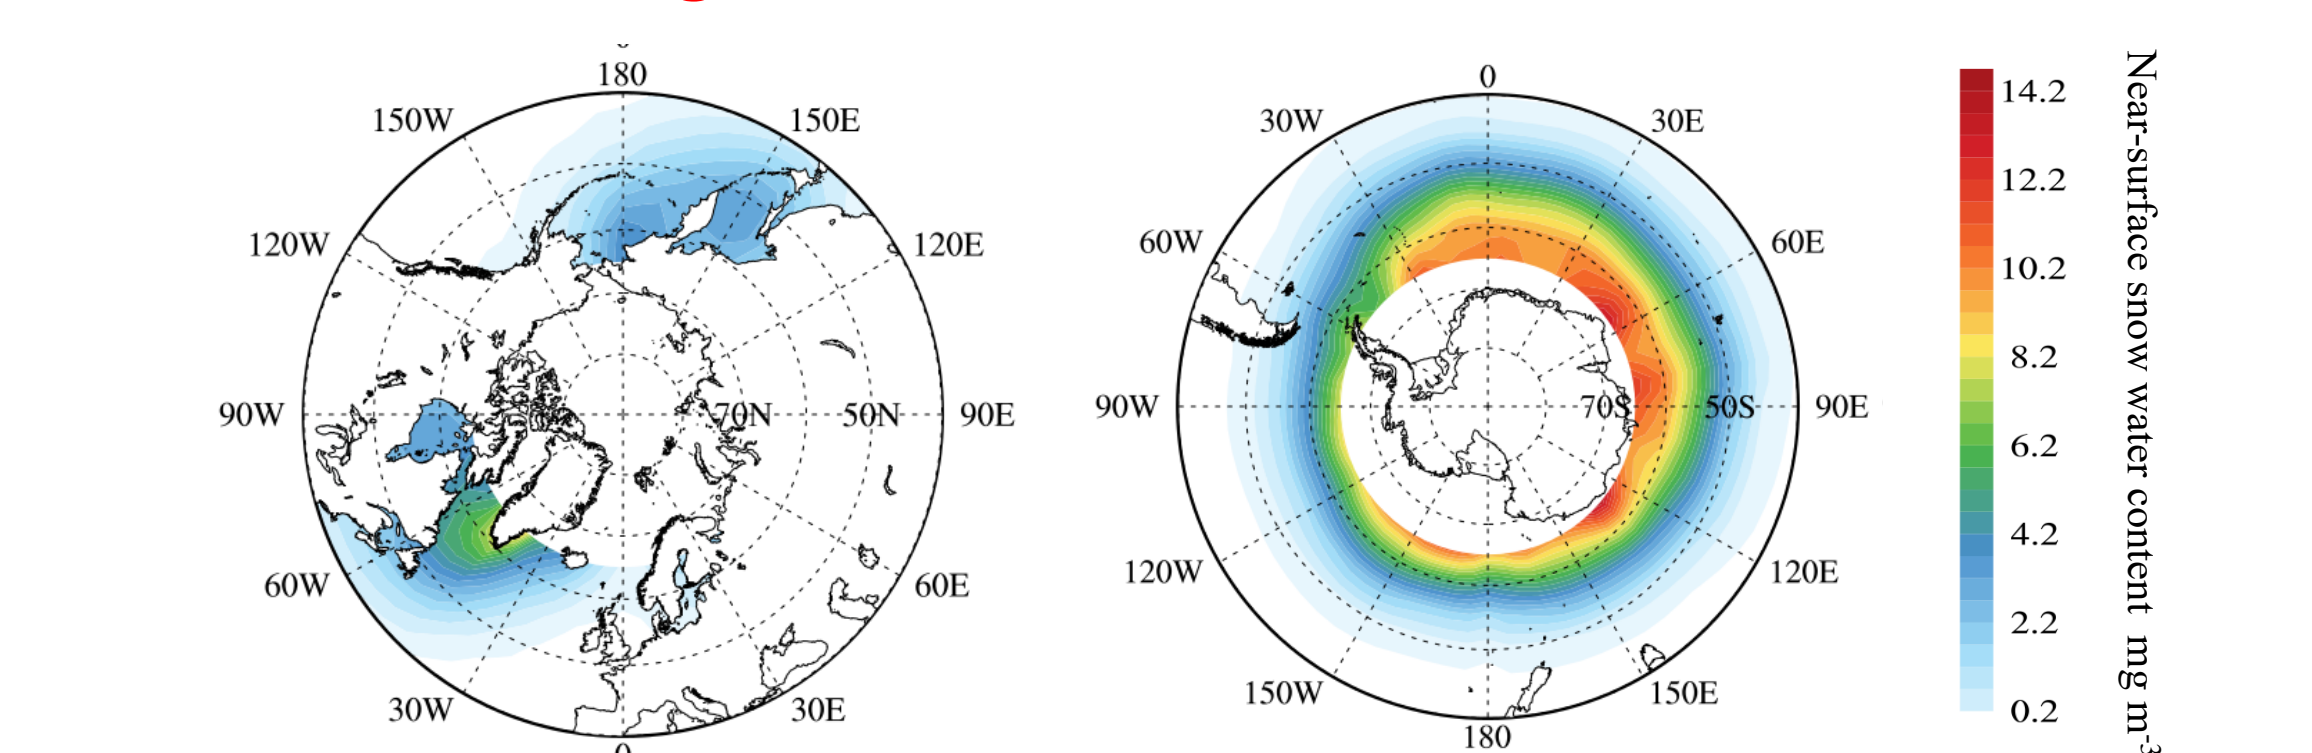 180
150W
150E
120W
120E
90W
70N
50N
90E
60W
60E
30W
30E
0
0
30W
30E
60W
60E
90W
70S
50S
90E
120W
120E
150W
150E
180
14.2
12.2
10.2
8.2
6.2
4.2
2.2
0.2
Near-surface snow water content mg m-3